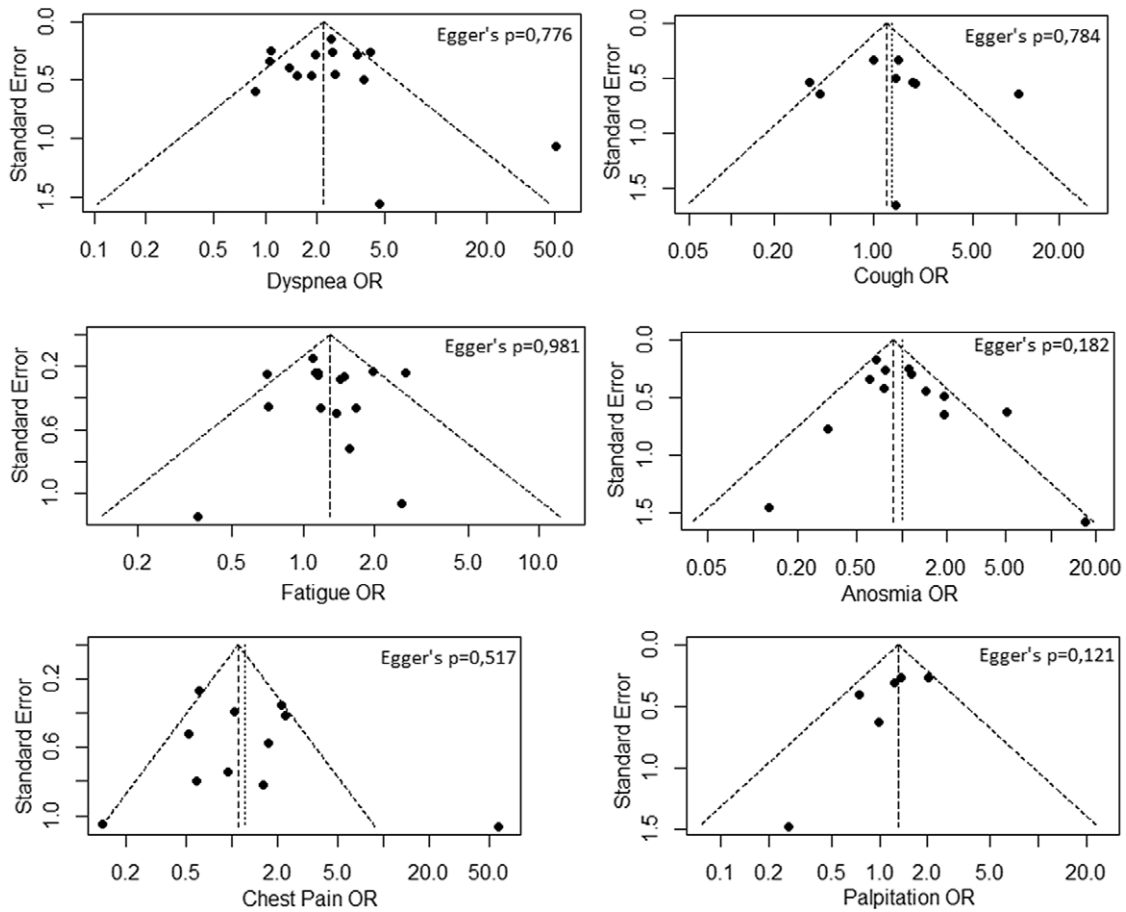 Egger's p=0,776
Standard Error
0.0
0.5
1.0
1.5
0.1 0.2 0.5 1.0 2.0 5.0 20.0 50.0
Dyspnea OR
Egger's p=0,784
Standard Error
0.0
0.5
1.0
1.5
0.05 0.20 1.00 5.00 20.00
Cough OR
Egger's p=0,981
Standard Error
0.2
0.6
1.0
0.2 0.5 1.0 2.0 5.0 10.0
Fatigue OR
Egger's p=0,182
Standard Error
0.0
0.5
1.0
1.5
0.05 0.20 0.50 2.00 5.00 20.00
Anosmia OR
Egger's p=0,517
Standard Error
0.2
0.6
1.0
0.2 0.5 1.0 2.0 5.0 20.0 50.0
Chest Pain OR
Egger's p=0,121
Standard Error
0.0
0.5
1.0
1.5
0.1 0.2 0.5 1.0 2.0 5.0 20.0
Palpitation OR